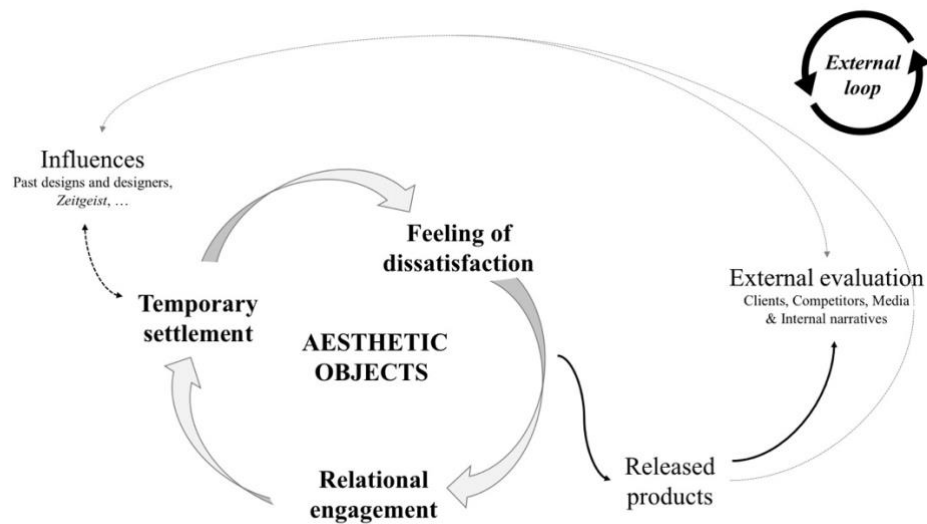 External
loop
Influences
Past designs and designers,
Zeitgeist, …
Feeling of
dissatisfaction
External evaluation
Clients, Competitors, Media
& Internal narratives
Temporary
settlement
AESTHETIC
OBJECTS
Relational
engagement
Released
products